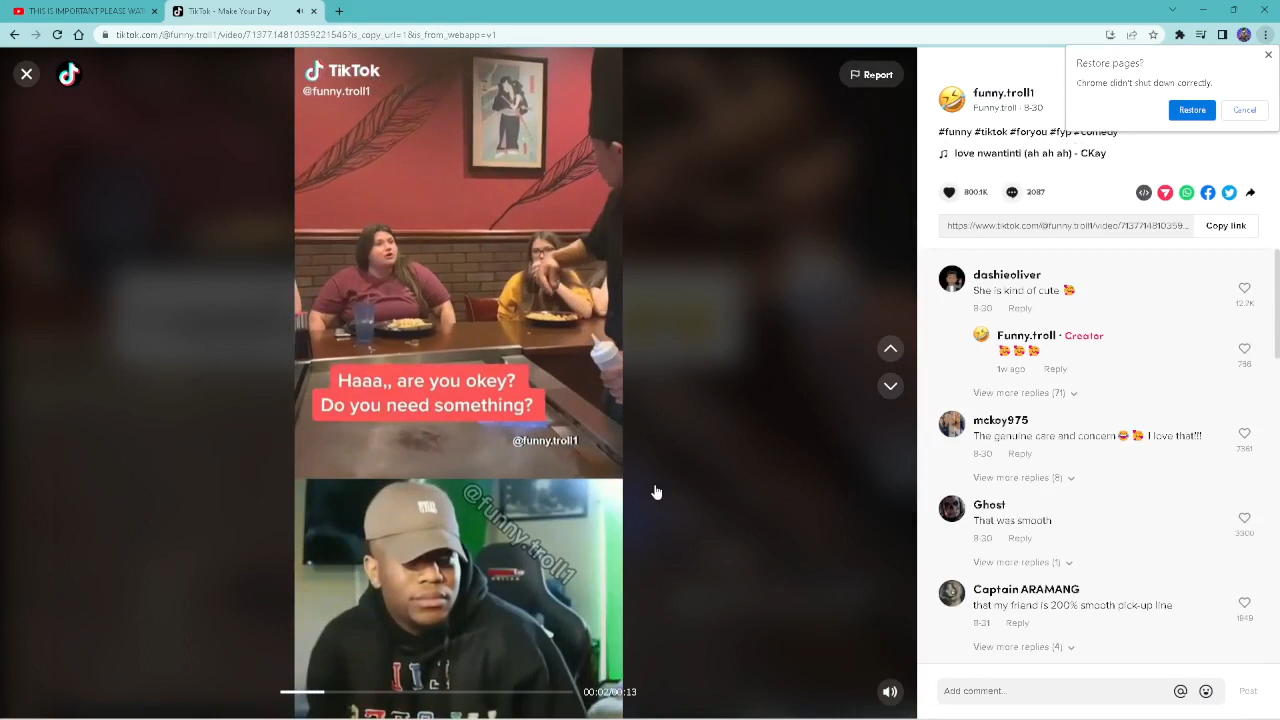 THIS IS IMPORTANT PLEASE WAT
TikTok - Make Your Day
tiktok.com/@funny.troll1/video/7137714810359221546?is_copy_url=1&is_from_webapp=v1
Restore pages?
Chrome didn't shut down correctly.
Restore
Cancel
TikTok
@funny.troll1
Report
Haaa,, are you okey?
Do you need something?
@funny.troll1
@funny.troll1
00:02/00:13
funny.troll1
Funny.troll · 8-30
#funny #tiktok #foryou #fyp #comedy
love nwantinti (ah ah ah) - CKay
800.1K
2087
https://www.tiktok.com/@funny.troll1/video/7137714810359...
Copy link
dashieoliver
She is kind of cute 🥰
8-30 Reply
12.7K
Funny.troll · Creator
🥰 🥰 🥰
1w ago Reply
766
View more replies (71)
mckoy975
The genuine care and concern😂 🥰 I love that!!!
8-30 Reply
7361
View more replies (8)
Ghost
That was smooth
8-30 Reply
3300
View more replies (1)
Captain ARAMANG
that my friend is 200% smooth pick-up line
8-31 Reply
1949
View more replies (4)
Add comment...
Post